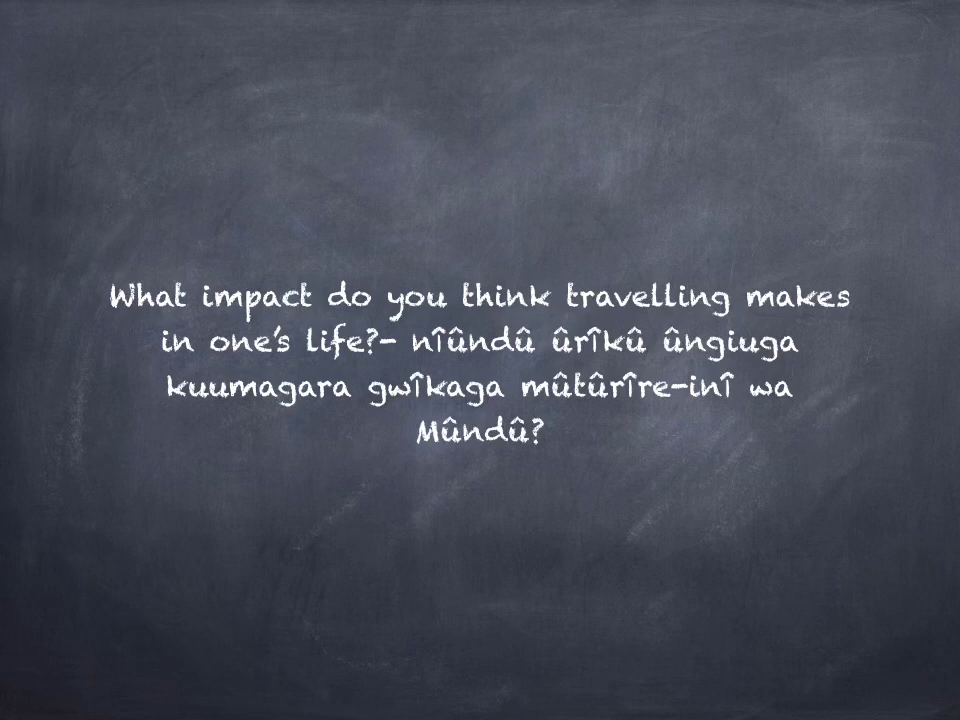 What impact do you think travelling makes
in one's life?- nîûndû ûrîkû ûngiuga
kuumagara gwîkaga mûtûrîre-inî wa
Mûndû?